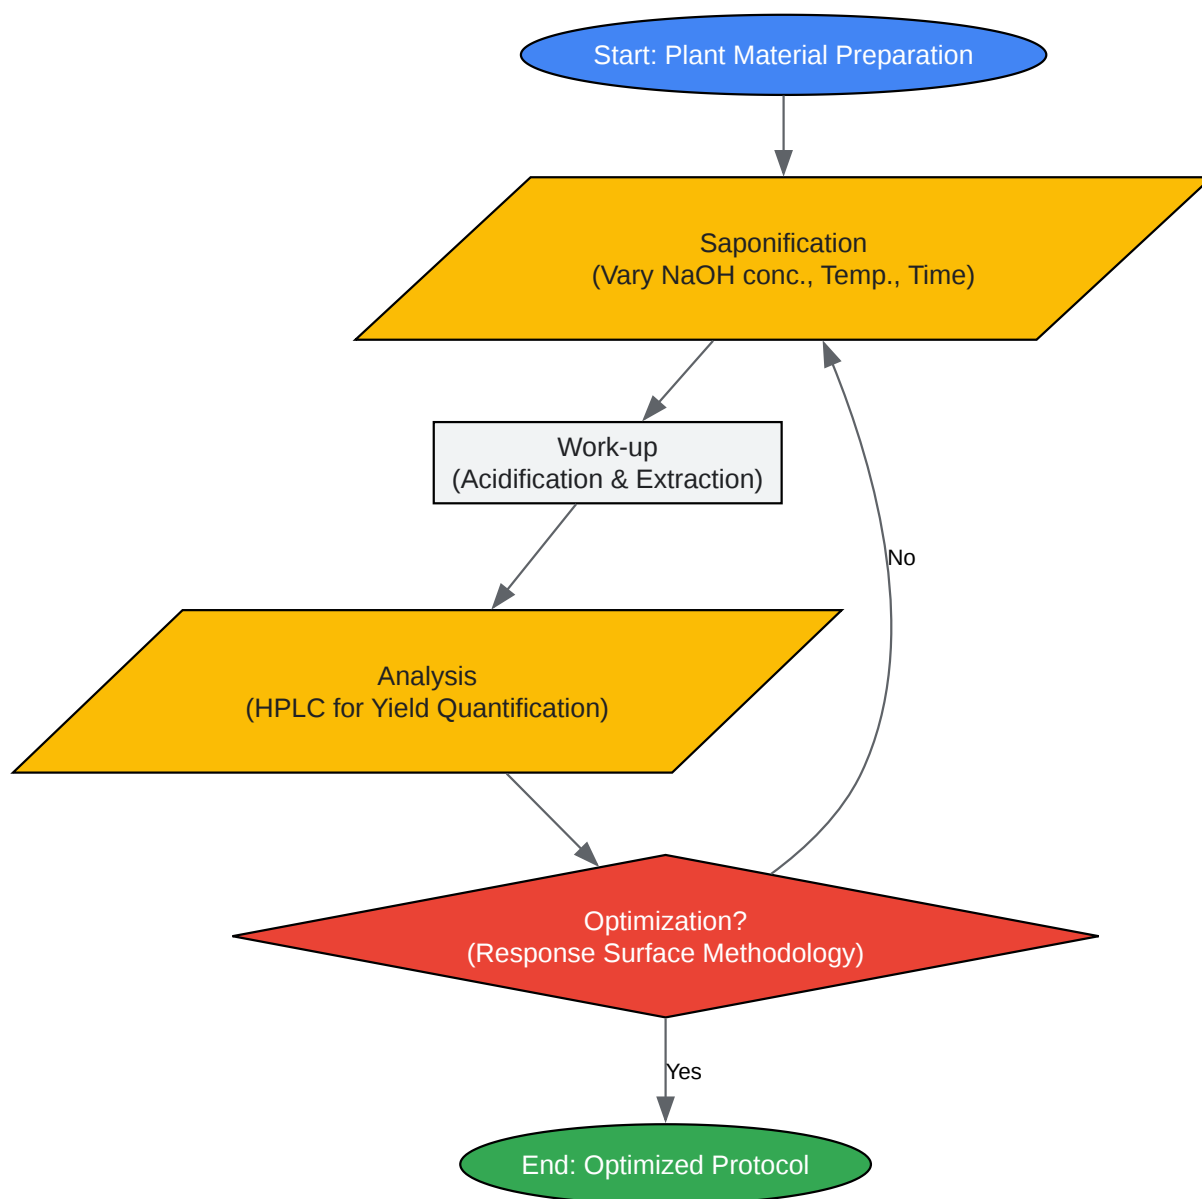 Start: Plant Material Preparation
Saponification
(Vary NaOH conc., Temp., Time)
Work-up
(Acidification & Extraction)
No
Analysis
(HPLC for Yield Quantification)
Optimization?
(Response Surface Methodology)
Yes
End: Optimized Protocol